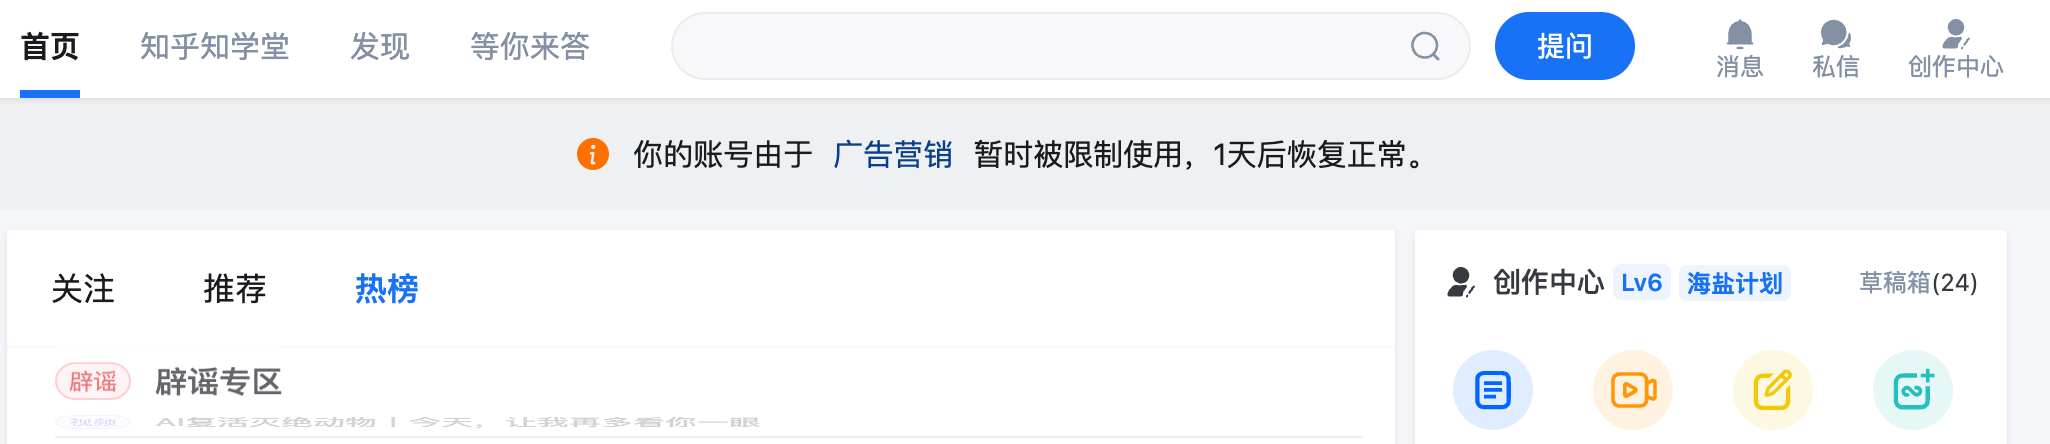 首页 知乎知学堂 发现 等你来答 提问 消息 私信 创作中心
你的账号由于 广告营销 暂时被限制使用，1天后恢复正常。
关注 推荐 热榜
创作中心 Lv6 海盐计划 草稿箱(24)
辟谣 辟谣专区
视频 AI复活灭绝动物丨今天，让我再多看你一眼